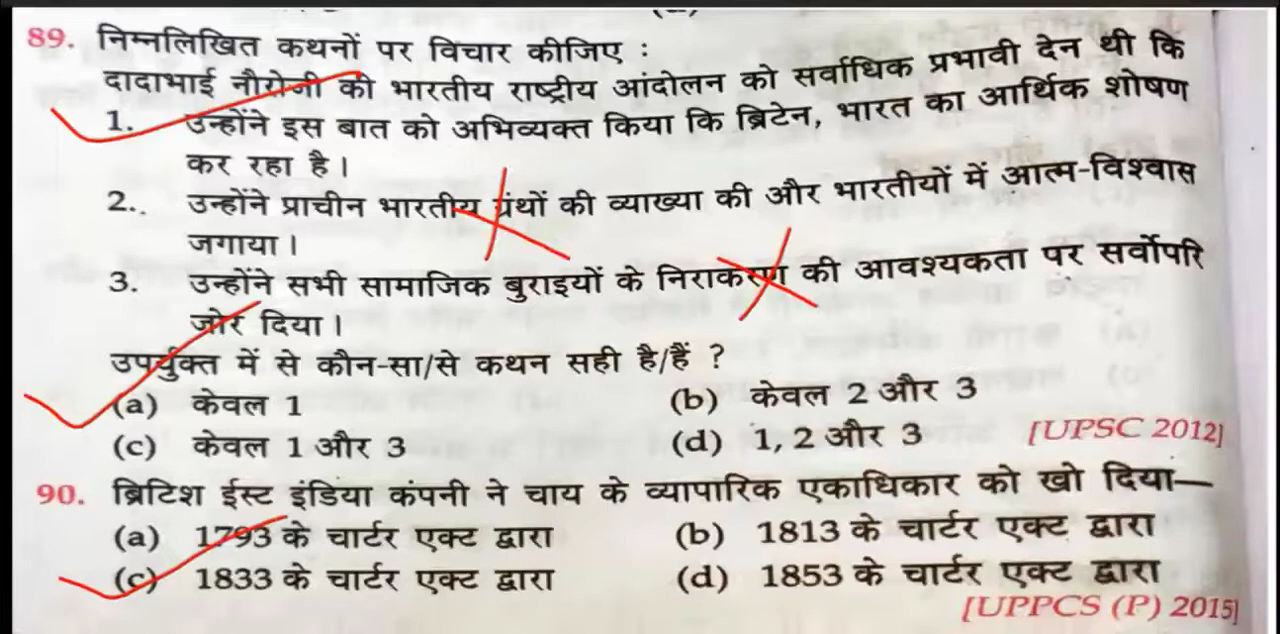 89. निम्नलिखित कथनों पर विचार कीजिए :
दादाभाई नौरोजी की भारतीय राष्ट्रीय आंदोलन को सर्वाधिक प्रभावी देन थी कि
1. उन्होंने इस बात को अभिव्यक्त किया कि ब्रिटेन, भारत का आर्थिक शोषण
कर रहा है।
2. उन्होंने प्राचीन भारतीय ग्रंथों की व्याख्या की और भारतीयों में आत्म-विश्वास
जगाया।
3. उन्होंने सभी सामाजिक बुराइयों के निराकरण की आवश्यकता पर सर्वोपरि
जोर दिया।
उपर्युक्त में से कौन-सा/से कथन सही है/हैं ?
(a) केवल 1 (b) केवल 2 और 3
(c) केवल 1 और 3 (d) 1, 2 और 3 [UPSC 2012]
90. ब्रिटिश ईस्ट इंडिया कंपनी ने चाय के व्यापारिक एकाधिकार को खो दिया—
(a) 1793 के चार्टर एक्ट द्वारा (b) 1813 के चार्टर एक्ट द्वारा
(c) 1833 के चार्टर एक्ट द्वारा (d) 1853 के चार्टर एक्ट द्वारा
[UPPCS (P) 2015]